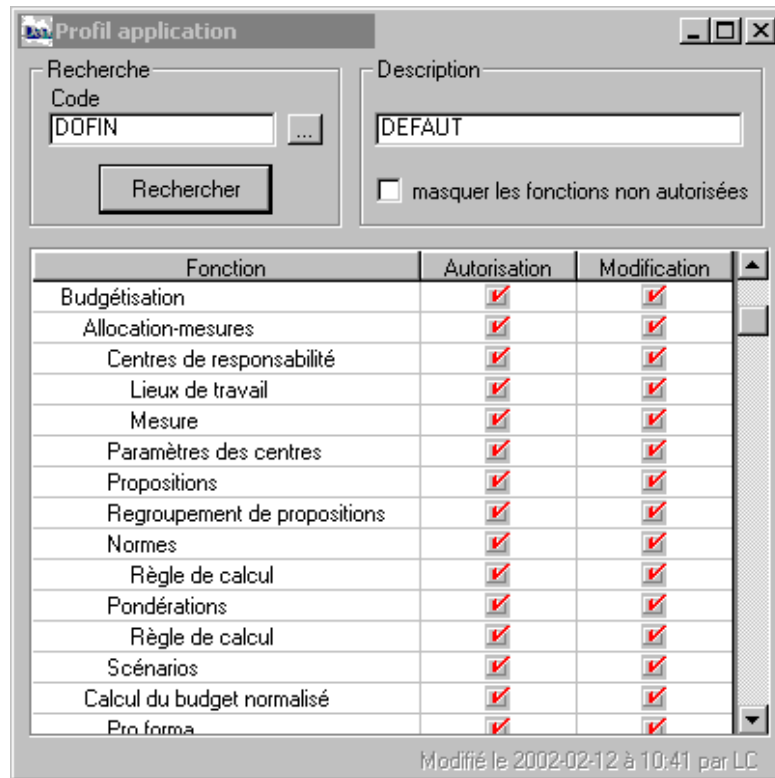 Profil application
Recherche
Code
DOFIN
...
Rechercher
Description
DEFAUT
masquer les fonctions non autorisées
Fonction Autorisation Modification
Budgétisation
Allocation-mesures
Centres de responsabilité
Lieux de travail
Mesure
Paramètres des centres
Propositions
Regroupement de propositions
Normes
Règle de calcul
Pondérations
Règle de calcul
Scénarios
Calcul du budget normalisé
Pro forma
Modifié le 2002-02-12 à 10:41 par LC